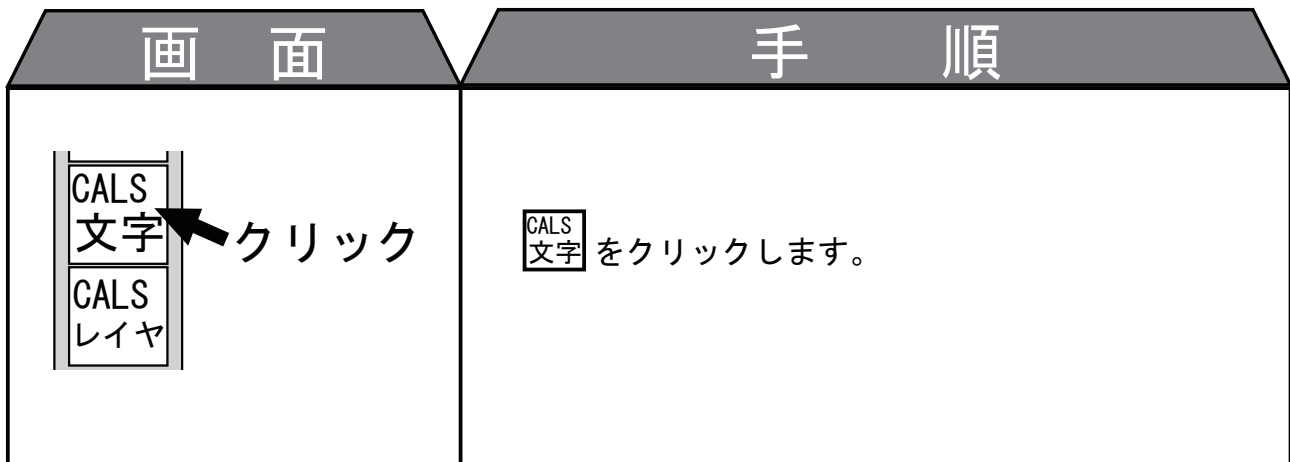 画 面
手 順
CALS
文字
クリック
CALS
レイヤ
CALS
文字 をクリックします。